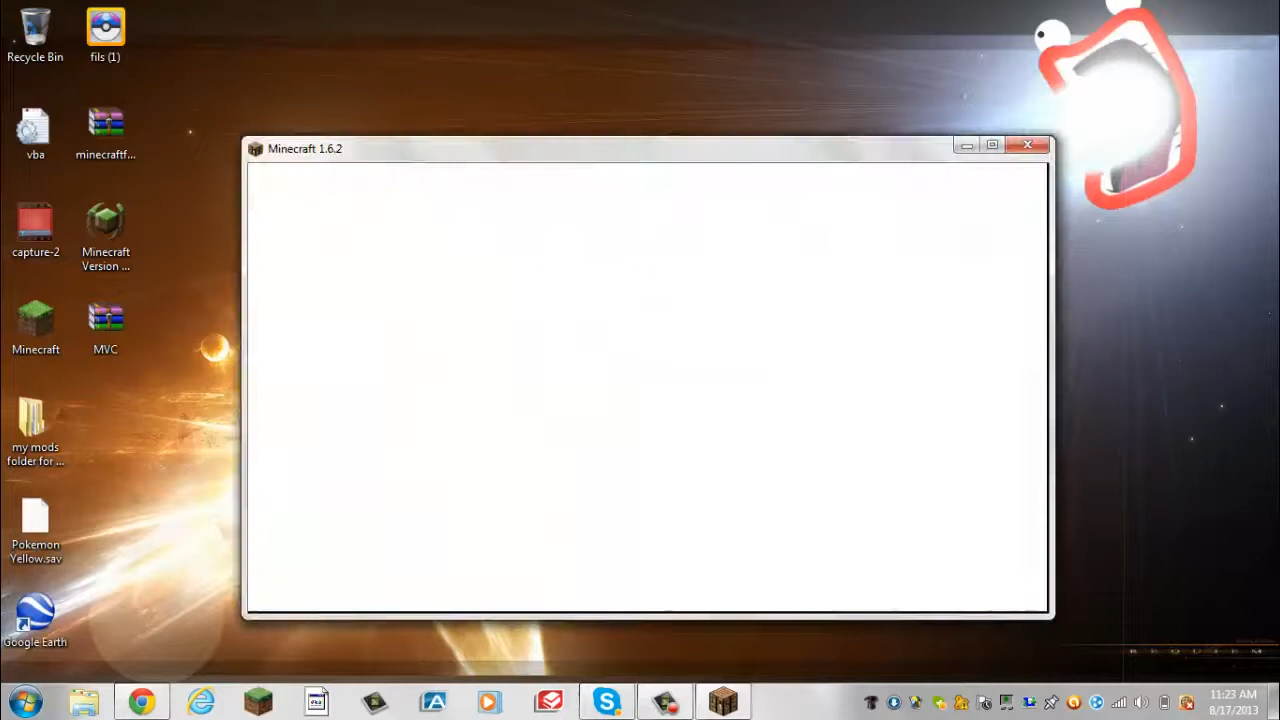 Recycle Bin
fils (1)
vba
minecraftf...
capture-2
Minecraft
Version ...
Minecraft
MVC
my mods
folder for ...
Pokemon
Yellow.sav
Google Earth
Minecraft 1.6.2
11:23 AM
8/17/2013